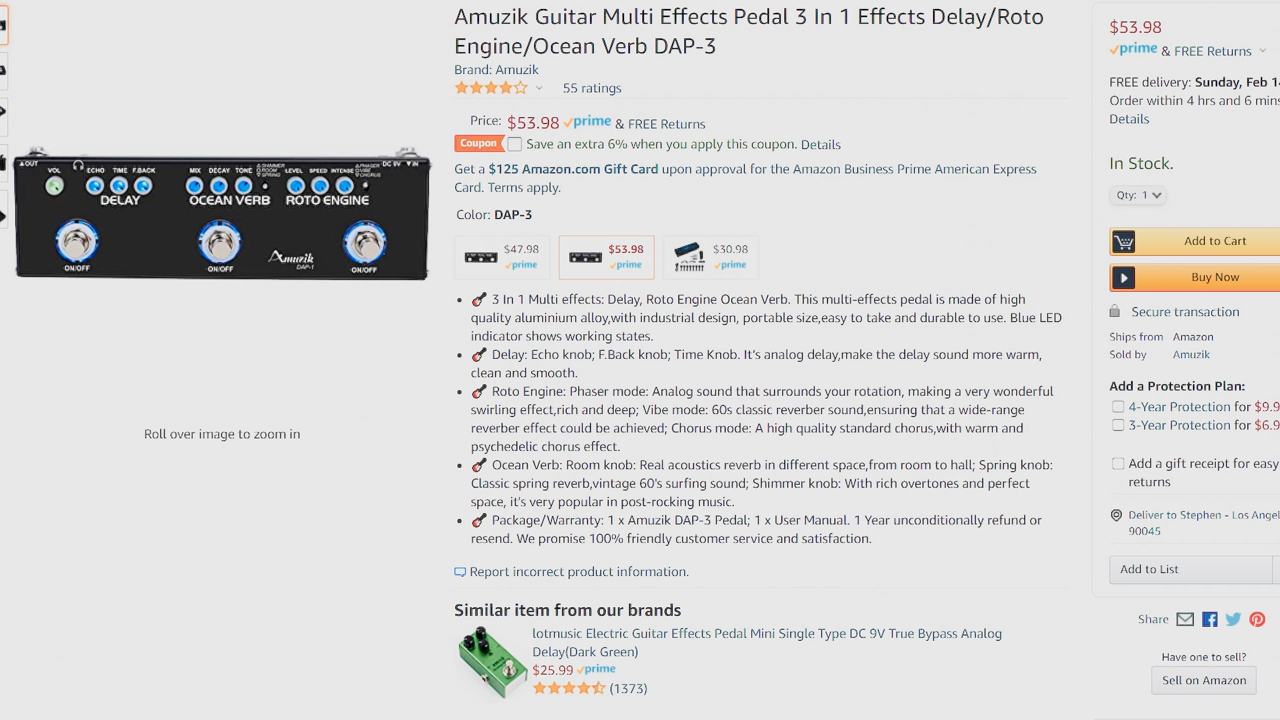 Amuzik Guitar Multi Effects Pedal 3 In 1 Effects Delay/Roto
Engine/Ocean Verb DAP-3
Brand: Amuzik
55 ratings
Price: $53.98 prime & FREE Returns
Coupon Save an extra 6% when you apply this coupon. Details
Get a $125 Amazon.com Gift Card upon approval for the Amazon Business Prime American Express
Card. Terms apply.
Color: DAP-3
$47.98 prime
$53.98 prime
$30.98 prime
3 In 1 Multi effects: Delay, Roto Engine Ocean Verb. This multi-effects pedal is made of high
quality aluminium alloy,with industrial design, portable size,easy to take and durable to use. Blue LED
indicator shows working states.
Delay: Echo knob; F.Back knob; Time Knob. It's analog delay,make the delay sound more warm,
clean and smooth.
Roto Engine: Phaser mode: Analog sound that surrounds your rotation, making a very wonderful
swirling effect,rich and deep; Vibe mode: 60s classic reverber sound,ensuring that a wide-range
reverber effect could be achieved; Chorus mode: A high quality standard chorus,with warm and
psychedelic chorus effect.
Ocean Verb: Room knob: Real acoustics reverb in different space,from room to hall; Spring knob:
Classic spring reverb,vintage 60's surfing sound; Shimmer knob: With rich overtones and perfect
space, it's very popular in post-rocking music.
Package/Warranty: 1 x Amuzik DAP-3 Pedal; 1 x User Manual. 1 Year unconditionally refund or
resend. We promise 100% friendly customer service and satisfaction.
Report incorrect product information.
Similar item from our brands
lotmusic Electric Guitar Effects Pedal Mini Single Type DC 9V True Bypass Analog
Delay(Dark Green)
$25.99 prime
(1373)
OUT DC 9V IN
VOL ECHO TIME F.BACK MIX DECAY TONE SHIMMER ROOM SPRING LEVEL SPEED INTENSE PHASER VIBE CHORUS
DELAY OCEAN VERB ROTO ENGINE
Amuzik
DAP-1
ON/OFF ON/OFF ON/OFF
Roll over image to zoom in
$53.98
prime & FREE Returns
FREE delivery: Sunday, Feb 14
Order within 4 hrs and 6 mins
Details
In Stock.
Qty: 1
Add to Cart
Buy Now
Secure transaction
Ships from Amazon
Sold by Amuzik
Add a Protection Plan:
4-Year Protection for $9.9
3-Year Protection for $6.9
Add a gift receipt for easy
returns
Deliver to Stephen - Los Angel
90045
Add to List
Share
Have one to sell?
Sell on Amazon